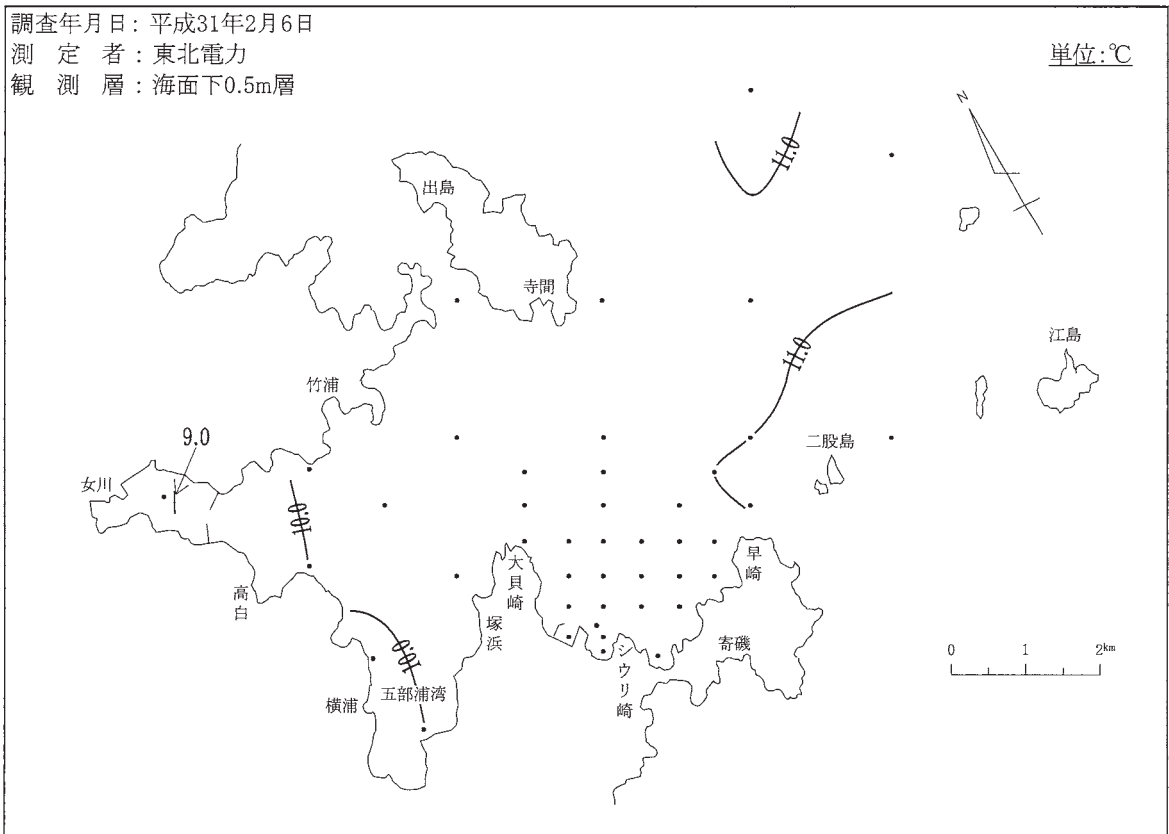 調査年月日：平成31年2月6日
測定者：東北電力
観測層：海面下0.5m層
単位：℃
N
11.0
出島
寺間
江島
11.0
竹浦
二股島
9.0
女川
10.0
高白
大貝崎
早崎
塚浜
10.0
シウリ崎
寄磯
五部浦湾
横浦
0 1 2km